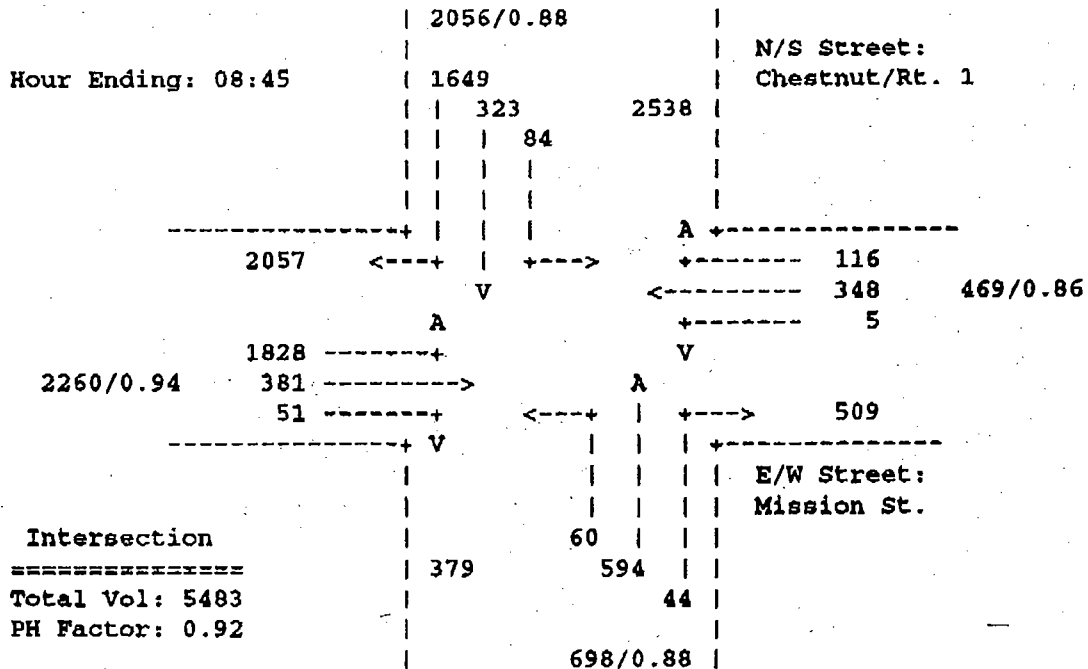 2056/0.88
N/S Street:
Hour Ending: 08:45 1649 Chestnut/Rt. 1
323 2538
84
A
2057 <---+ | +---> +------- 116
V <--------- 348 469/0.86
A +------- 5
1828 -------+ V
2260/0.94 381 ---------> A
51 -------+ <---+ | +---> 509
V
E/W Street:
Mission St.
Intersection 60
=============== 379 594
Total Vol: 5483 44
PH Factor: 0.92
698/0.88